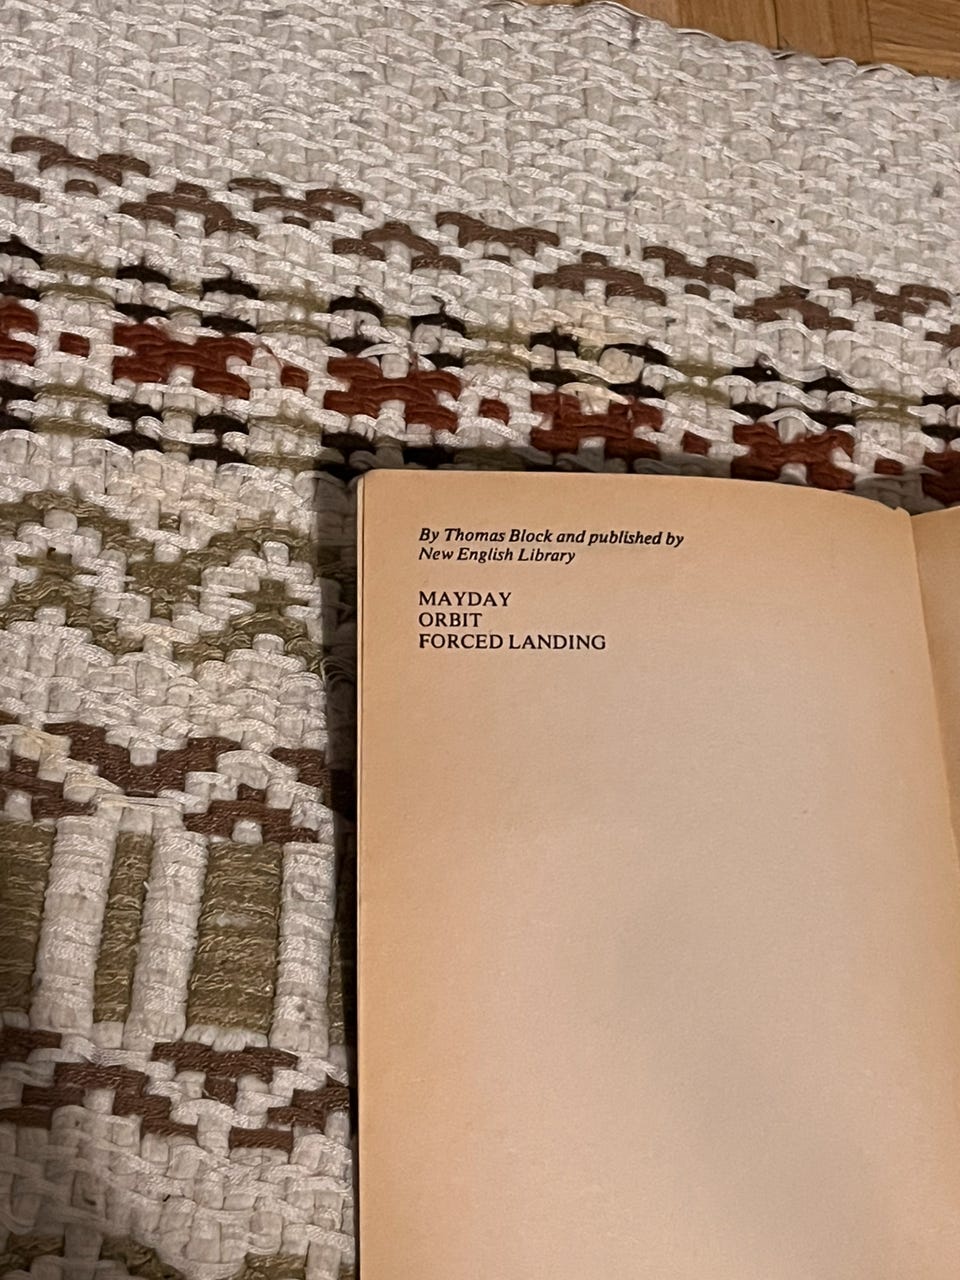 By Thomas Block and published by
New English Library
MAYDAY
ORBIT
FORCED LANDING